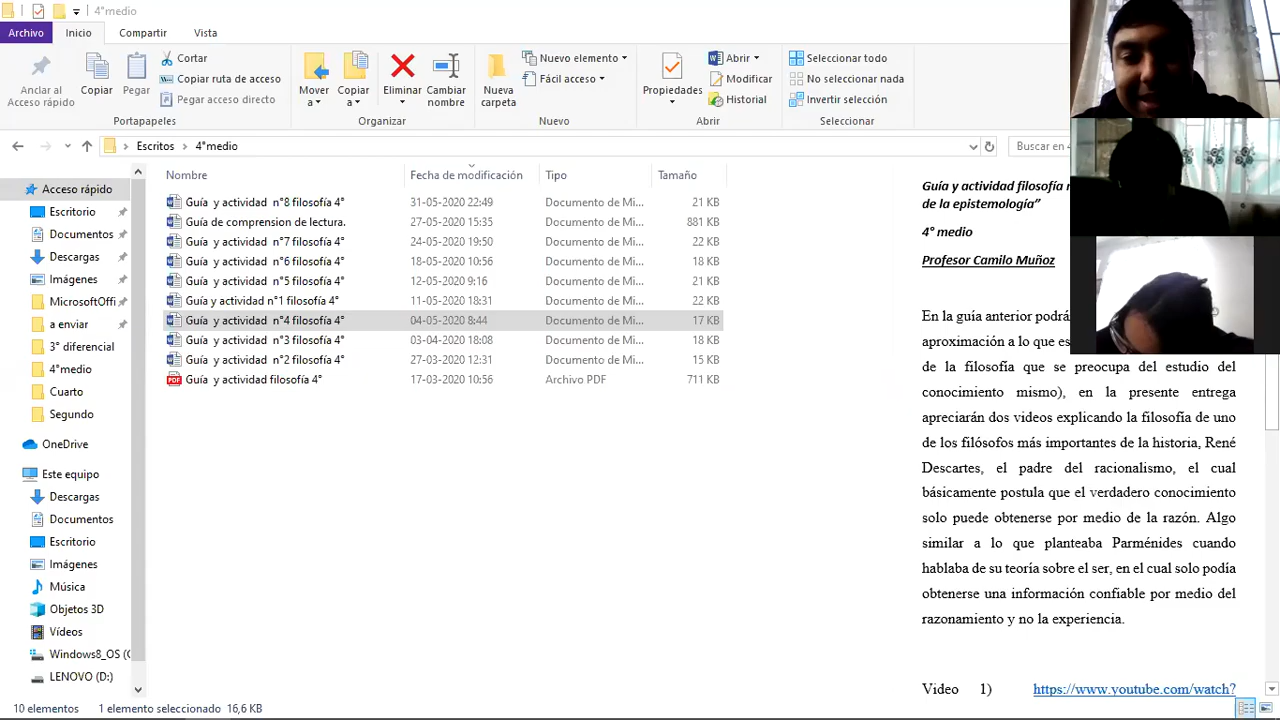 4°medio
Archivo
Inicio
Compartir
Vista
Anclar al
Acceso rápido
Copiar
Pegar
Cortar
Copiar ruta de acceso
Pegar acceso directo
Portapapeles
Mover
a
Copiar
a
Eliminar
Cambiar
nombre
Organizar
Nueva
carpeta
Nuevo elemento
Fácil acceso
Nuevo
Propiedades
Abrir
Modificar
Historial
Abrir
Seleccionar todo
No seleccionar nada
Invertir selección
Seleccionar
Escritos
4°medio
Buscar en
Nombre Fecha de modificación Tipo Tamaño
Guía y actividad n°8 filosofía 4° 31-05-2020 22:49 Documento de Mi... 21 KB
Guía de comprension de lectura. 27-05-2020 15:35 Documento de Mi... 881 KB
Guía y actividad n°7 filosofía 4° 24-05-2020 19:50 Documento de Mi... 22 KB
Guía y actividad n°6 filosofía 4° 18-05-2020 10:56 Documento de Mi... 18 KB
Guía y actividad n°5 filosofía 4° 12-05-2020 9:16 Documento de Mi... 21 KB
Guía y actividad n°1 filosofía 4° 11-05-2020 18:31 Documento de Mi... 22 KB
Guía y actividad n°4 filosofía 4° 04-05-2020 8:44 Documento de Mi... 17 KB
Guía y actividad n°3 filosofía 4° 03-04-2020 18:08 Documento de Mi... 18 KB
Guía y actividad n°2 filosofía 4° 27-03-2020 12:31 Documento de Mi... 15 KB
PDF Guía y actividad filosofía 4° 17-03-2020 10:56 Archivo PDF 711 KB
Acceso rápido
Escritorio
Documentos
Descargas
Imágenes
MicrosoftOffi
a enviar
3° diferencial
4°medio
Cuarto
Segundo
OneDrive
Este equipo
Descargas
Documentos
Escritorio
Imágenes
Música
Objetos 3D
Vídeos
Windows8_OS (C
LENOVO (D:)
Guía y actividad filosofía
de la epistemología”
4° medio
Profesor Camilo Muñoz
En la guía anterior podrá
aproximación a lo que es
de la filosofía que se preocupa del estudio del
conocimiento mismo), en la presente entrega
apreciarán dos videos explicando la filosofía de uno
de los filósofos más importantes de la historia, René
Descartes, el padre del racionalismo, el cual
básicamente postula que el verdadero conocimiento
solo puede obtenerse por medio de la razón. Algo
similar a lo que planteaba Parménides cuando
hablaba de su teoría sobre el ser, en el cual solo podía
obtenerse una información confiable por medio del
razonamiento y no la experiencia.
Video 1) https://www.youtube.com/watch?
10 elementos 1 elemento seleccionado 16,6 KB